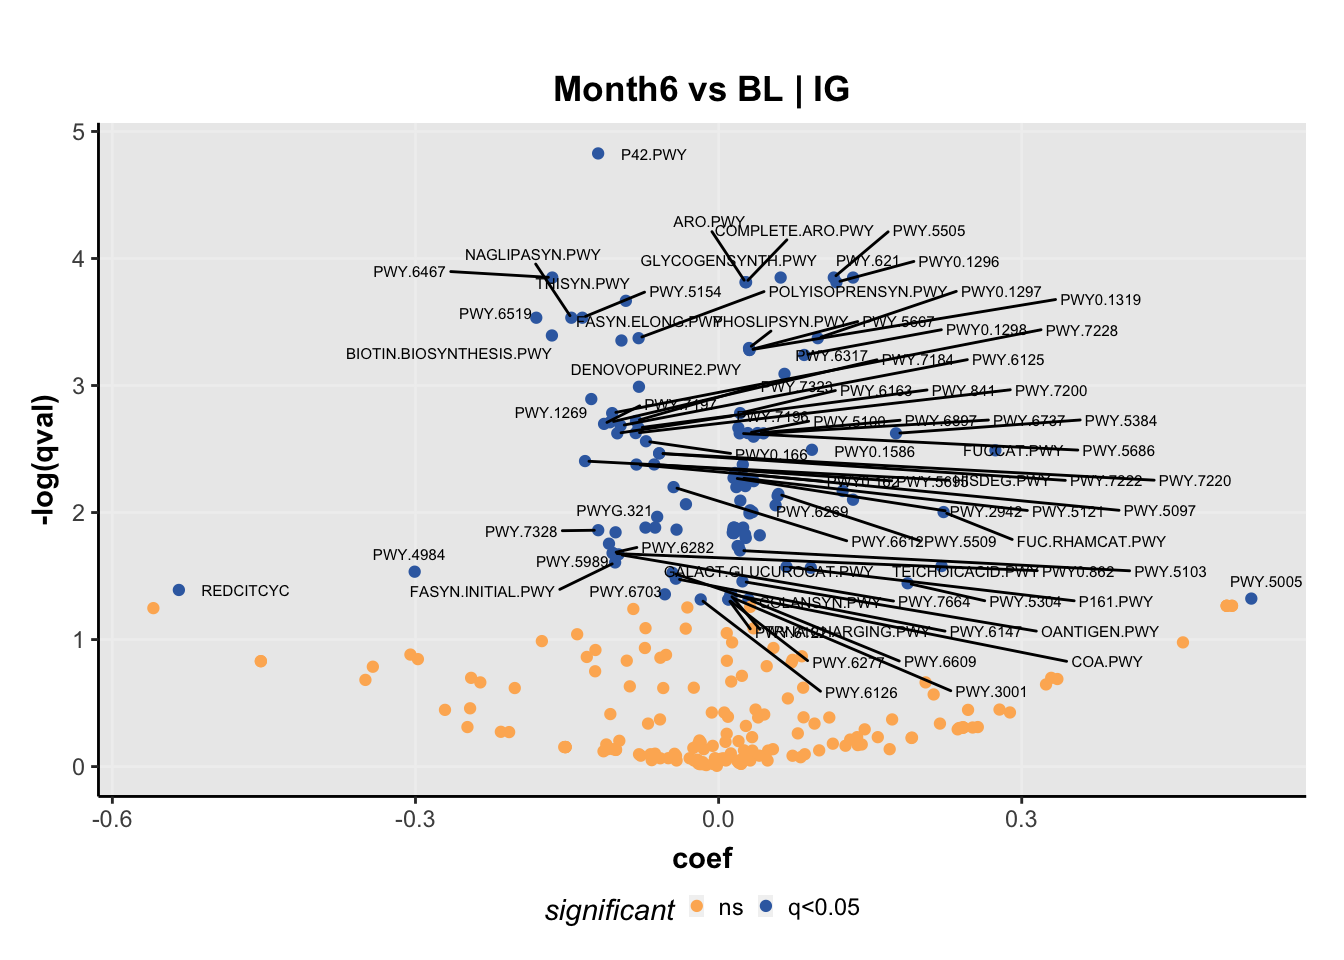 Month6 vs BL | IG
5
P42.PWY
ARO.PWY
COMPLETE.ARO.PWY
PWY.5505
4
NAGLIPASYN.PWY
GLYCOGENSYNTH.PWY
PWY.621
PWY0.1296
PWY.6467
THISYN.PWY
PWY.5154
POLYISOPRENSYN.PWY
PWY0.1297
PWY0.1319
PWY.6519
FASYN.ELONG.PWY
PHOSLIPSYN.PWY
PWY.5667
PWY0.1298
PWY.7228
BIOTIN.BIOSYNTHESIS.PWY
PWY.6317
PWY.7184
PWY.6125
DENOVOPURINE2.PWY
3
PWY.7323
PWY.6163
PWY.841
PWY.7200
PWY.1269
PWY.7197
PWY.7196
PWY.5100
PWY.6897
PWY.6737
PWY.5384
PWY0.166
PWY0.1586
FUCCAT.PWY
PWY.5686
PWY0.162
PWY.5695
HISDEG.PWY
PWY.7222
PWY.7220
2
PWYG.321
PWY.6269
PWY.2942
PWY.5121
PWY.5097
PWY.7328
PWY.6612
PWY.5509
FUC.RHAMCAT.PWY
PWY.4984
PWY.5989
PWY.6282
GALACT.GLUCUROCAT.PWY
TEICHOICACID.PWY
PWY0.862
PWY.5103
PWY.5005
REDCITCYC
FASYN.INITIAL.PWY
PWY.6703
COLANSYN.PWY
PWY.7664
PWY.5304
P161.PWY
1
TRNA.CHARGING.PWY
PWY.6147
OANTIGEN.PWY
PWY.6277
PWY.6609
COA.PWY
PWY.6126
PWY.3001
0
-log(qval)
-0.6
-0.3
0.0
0.3
coef
significant ns q<0.05